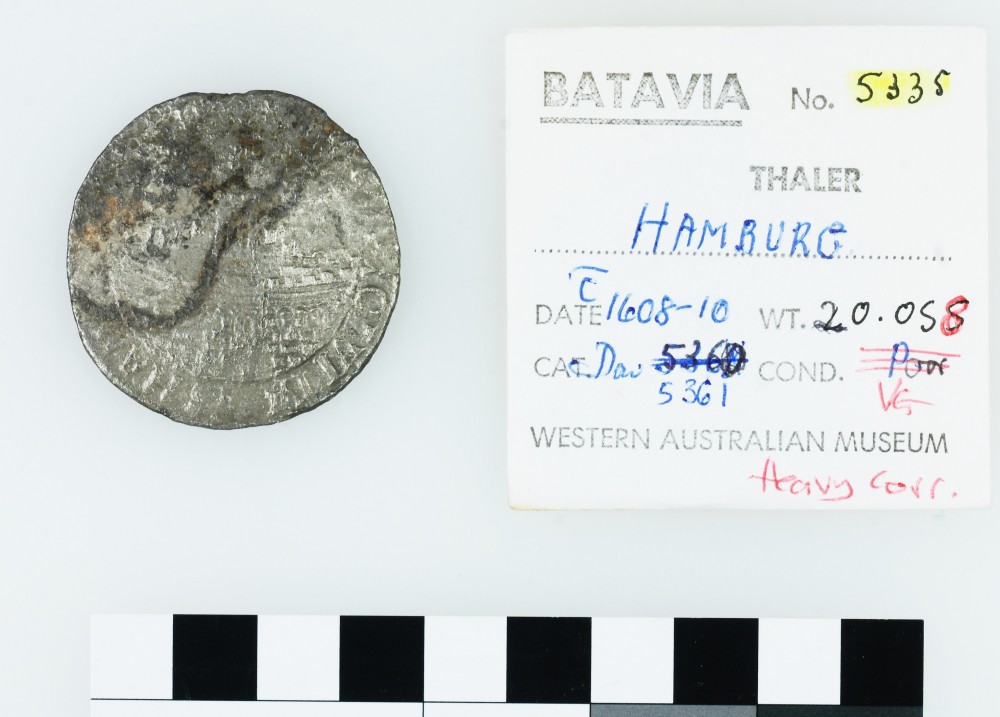 BATAVIA No. 5335
THALER
HAMBURG
DATE C 1608-10 WT. 20.058
CAT. Dav 5360 COND. Poor
5361 VG
WESTERN AUSTRALIAN MUSEUM
Heavy Corr.